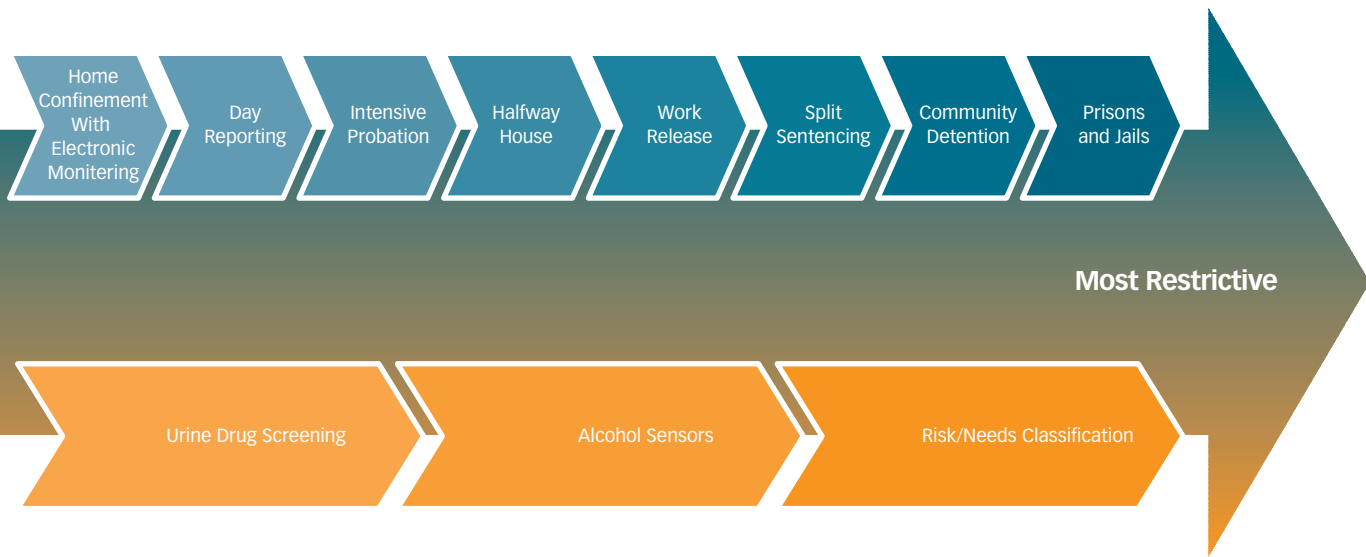 Home
Confinement
With
Electronic
Monitering
Day
Reporting
Intensive
Probation
Halfway
House
Work
Release
Split
Sentencing
Community
Detention
Prisons
and Jails
Most Restrictive
Urine Drug Screening
Alcohol Sensors
Risk/Needs Classification